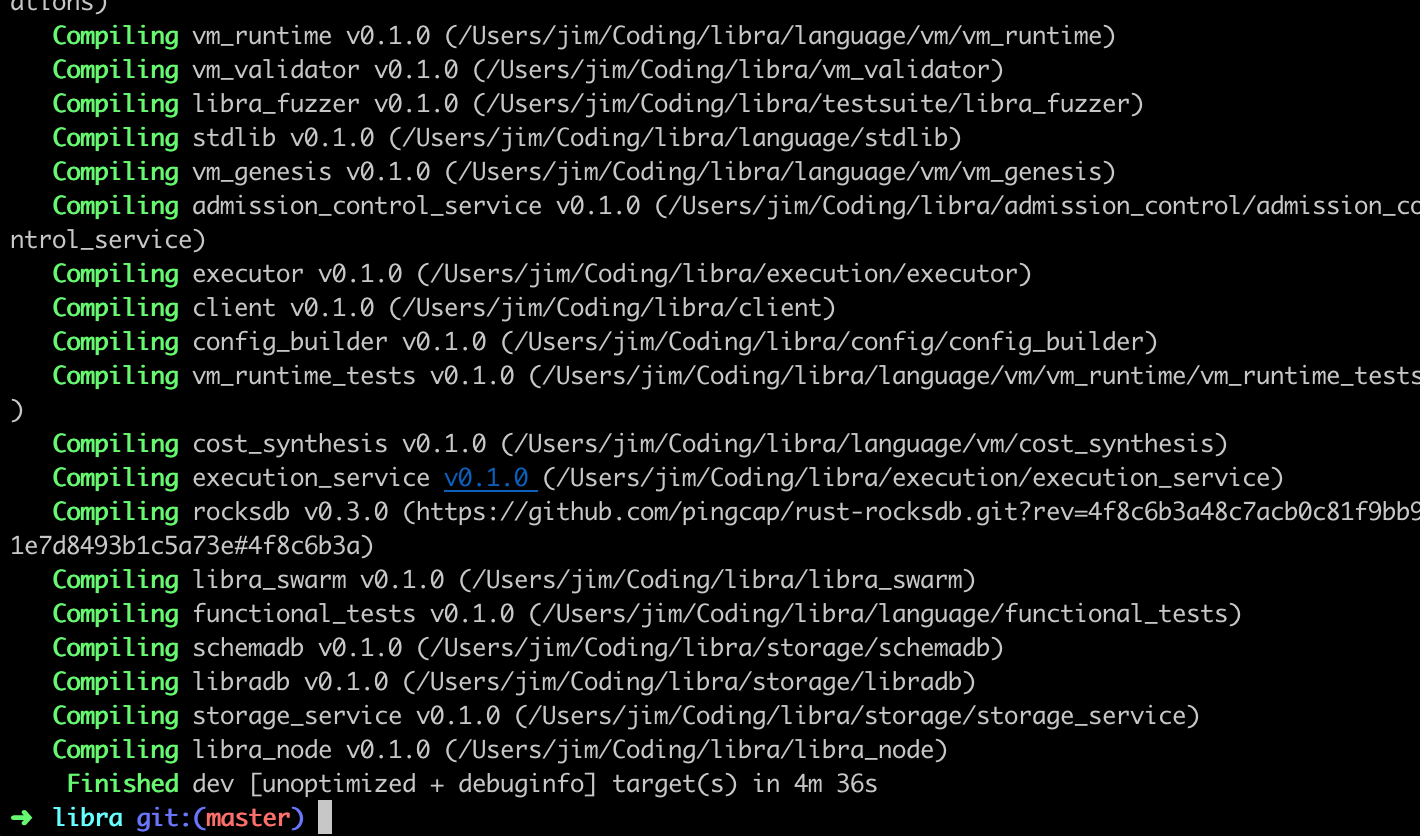 ations)
Compiling vm_runtime v0.1.0 (/Users/jim/Coding/libra/language/vm/vm_runtime)
Compiling vm_validator v0.1.0 (/Users/jim/Coding/libra/vm_validator)
Compiling libra_fuzzer v0.1.0 (/Users/jim/Coding/libra/testsuite/libra_fuzzer)
Compiling stdlib v0.1.0 (/Users/jim/Coding/libra/language/stdlib)
Compiling vm_genesis v0.1.0 (/Users/jim/Coding/libra/language/vm/vm_genesis)
Compiling admission_control_service v0.1.0 (/Users/jim/Coding/libra/admission_control/admission_co
ntrol_service)
Compiling executor v0.1.0 (/Users/jim/Coding/libra/execution/executor)
Compiling client v0.1.0 (/Users/jim/Coding/libra/client)
Compiling config_builder v0.1.0 (/Users/jim/Coding/libra/config/config_builder)
Compiling vm_runtime_tests v0.1.0 (/Users/jim/Coding/libra/language/vm/vm_runtime/vm_runtime_tests
)
Compiling cost_synthesis v0.1.0 (/Users/jim/Coding/libra/language/vm/cost_synthesis)
Compiling execution_service v0.1.0 (/Users/jim/Coding/libra/execution/execution_service)
Compiling rocksdb v0.3.0 (https://github.com/pingcap/rust-rocksdb.git?rev=4f8c6b3a48c7acb0c81f9bb9
1e7d8493b1c5a73e#4f8c6b3a)
Compiling libra_swarm v0.1.0 (/Users/jim/Coding/libra/libra_swarm)
Compiling functional_tests v0.1.0 (/Users/jim/Coding/libra/language/functional_tests)
Compiling schemadb v0.1.0 (/Users/jim/Coding/libra/storage/schemadb)
Compiling libradb v0.1.0 (/Users/jim/Coding/libra/storage/libradb)
Compiling storage_service v0.1.0 (/Users/jim/Coding/libra/storage/storage_service)
Compiling libra_node v0.1.0 (/Users/jim/Coding/libra/libra_node)
Finished dev [unoptimized + debuginfo] target(s) in 4m 36s
➜ libra git:(master)